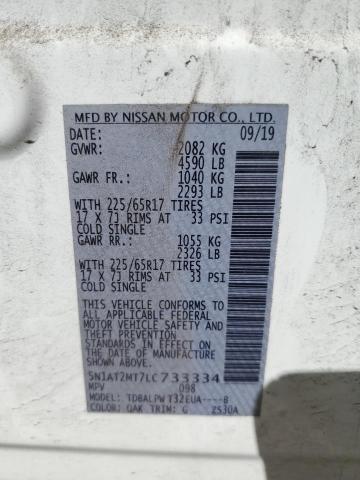 MFD BY NISSAN MOTOR CO., LTD.
DATE: 09/19
GVWR: 2082 KG
4590 LB
GAWR FR.: 1040 KG
2293 LB
WITH 225/65R17 TIRES
17 X 7J RIMS AT 33 PSI
COLD SINGLE
GAWR RR.: 1055 KG
2326 LB
WITH 225/65R17 TIRES
17 X 7J RIMS AT 33 PSI
COLD SINGLE
THIS VEHICLE CONFORMS TO
ALL APPLICABLE FEDERAL
MOTOR VEHICLE SAFETY, BUMPER,
AND THEFT PREVENTION STANDARDS
IN EFFECT ON THE DATE OF MFR.
SHOWN ABOVE.
5N1AT2MT7LC733334
MPV 098
MODEL: TDBALPW T32EUA----B
COLOR: QAK TRIM: G 2530A